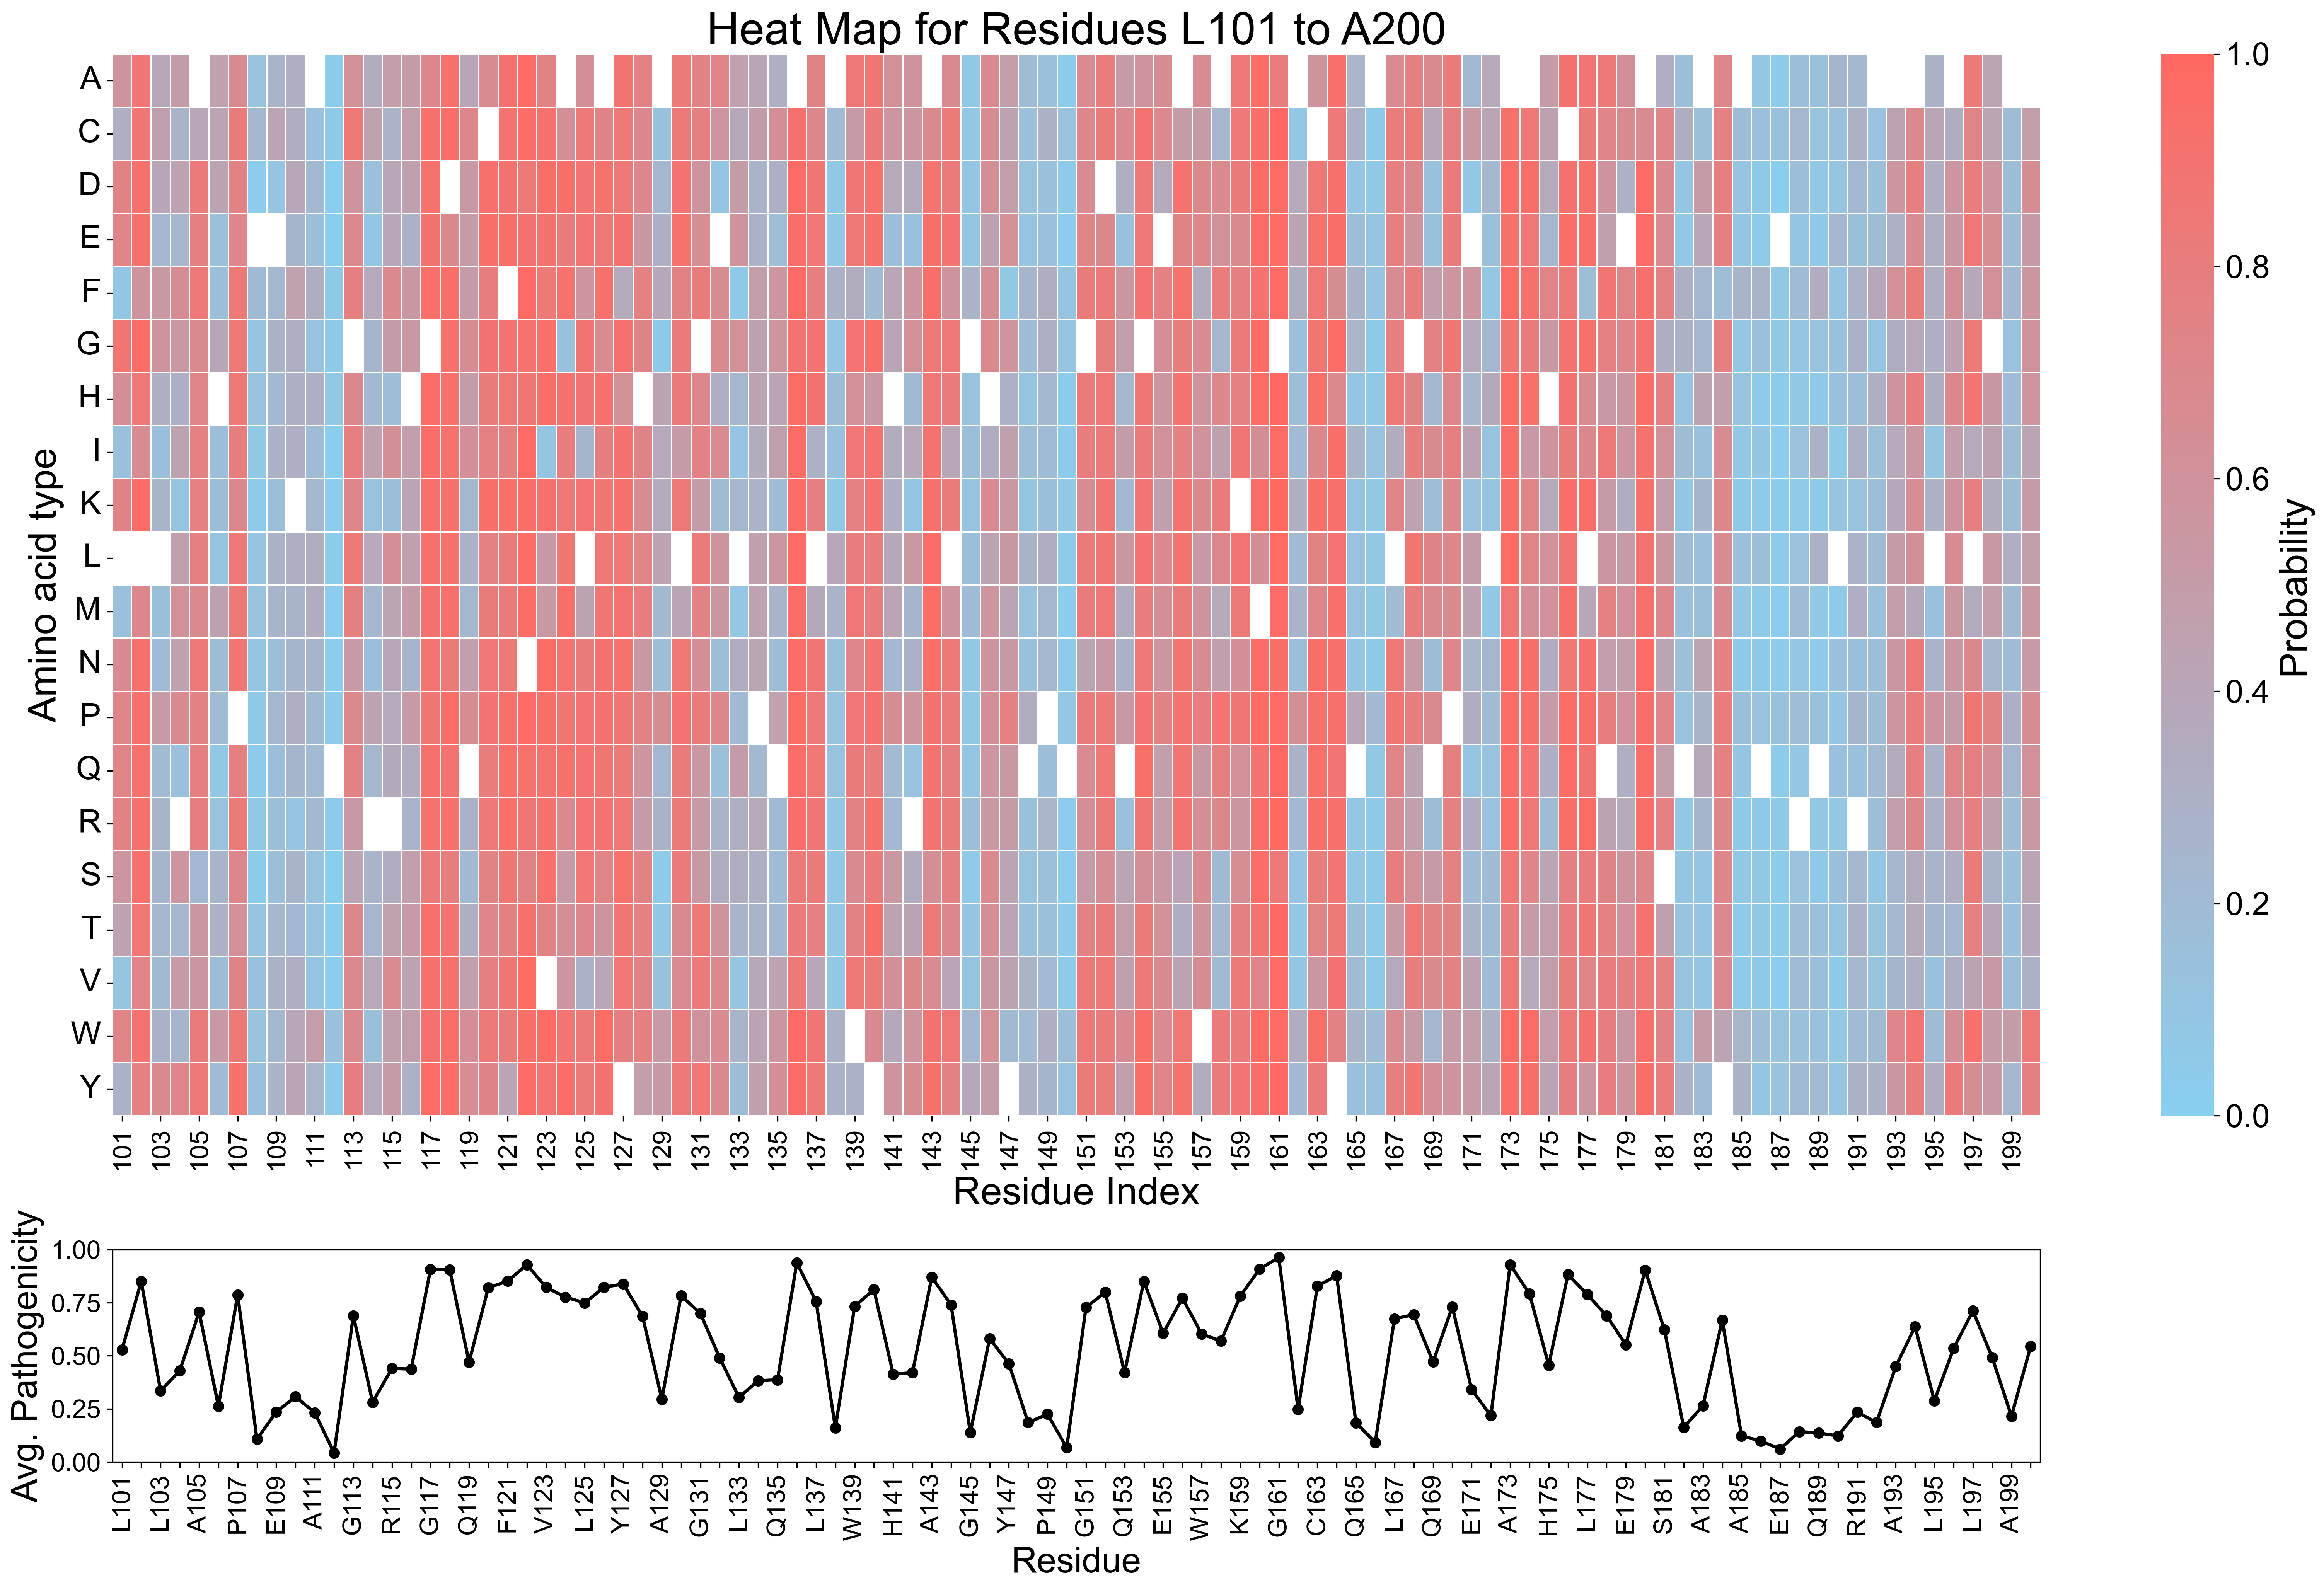 Heat Map for Residues L101 to A200
Amino acid type
A
C
D
E
F
G
H
I
K
L
M
N
P
Q
R
S
T
V
W
Y
101 103 105 107 109 111 113 115 117 119 121 123 125 127 129 131 133 135 137 139 141 143 145 147 149 151 153 155 157 159 161 163 165 167 169 171 173 175 177 179 181 183 185 187 189 191 193 195 197 199
Residue Index
1.0
0.8
0.6
0.4
0.2
0.0
Probability
Avg. Pathogenicity
1.00
0.75
0.50
0.25
0.00
L101 L103 A105 P107 E109 A111 G113 R115 G117 Q119 F121 V123 L125 Y127 A129 G131 L133 Q135 L137 W139 H141 A143 G145 Y147 P149 G151 Q153 E155 W157 K159 G161 C163 Q165 L167 Q169 E171 A173 H175 L177 E179 S181 A183 A185 E187 Q189 R191 A193 L195 L197 A199
Residue